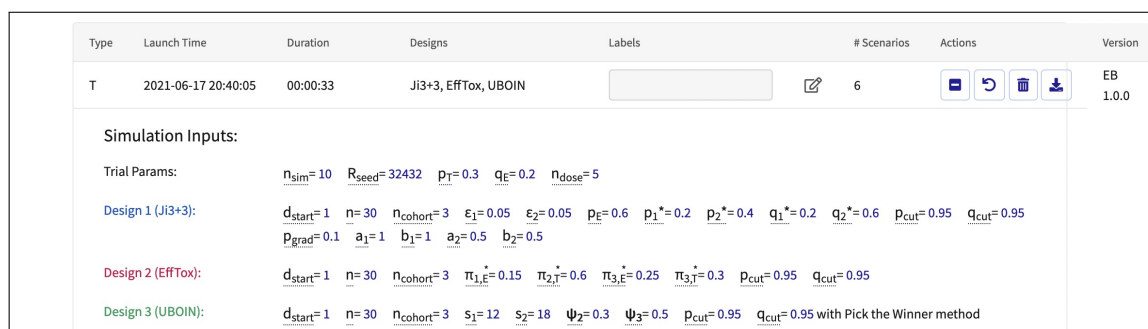 Type Launch Time Duration Designs Labels # Scenarios Actions Version
T 2021-06-17 20:40:05 00:00:33 Ji3+3, EffTox, UBOIN 6 EB
1.0.0
Simulation Inputs:
Trial Params: nsim= 10 Rseed= 32432 pT= 0.3 qE= 0.2 ndose= 5
Design 1 (Ji3+3): dstart= 1 n= 30 ncohort= 3 ε1= 0.05 ε2= 0.05 pE= 0.6 p1*= 0.2 p2*= 0.4 q1*= 0.2 q2*= 0.6 pcut= 0.95 qcut= 0.95
pgrad= 0.1 a1= 1 b1= 1 a2= 0.5 b2= 0.5
Design 2 (EffTox): dstart= 1 n= 30 ncohort= 3 π1,E*= 0.15 π2,T*= 0.6 π3,E*= 0.25 π3,T*= 0.3 pcut= 0.95 qcut= 0.95
Design 3 (UBOIN): dstart= 1 n= 30 ncohort= 3 s1= 12 s2= 18 ψ2= 0.3 ψ3= 0.5 pcut= 0.95 qcut= 0.95 with Pick the Winner method